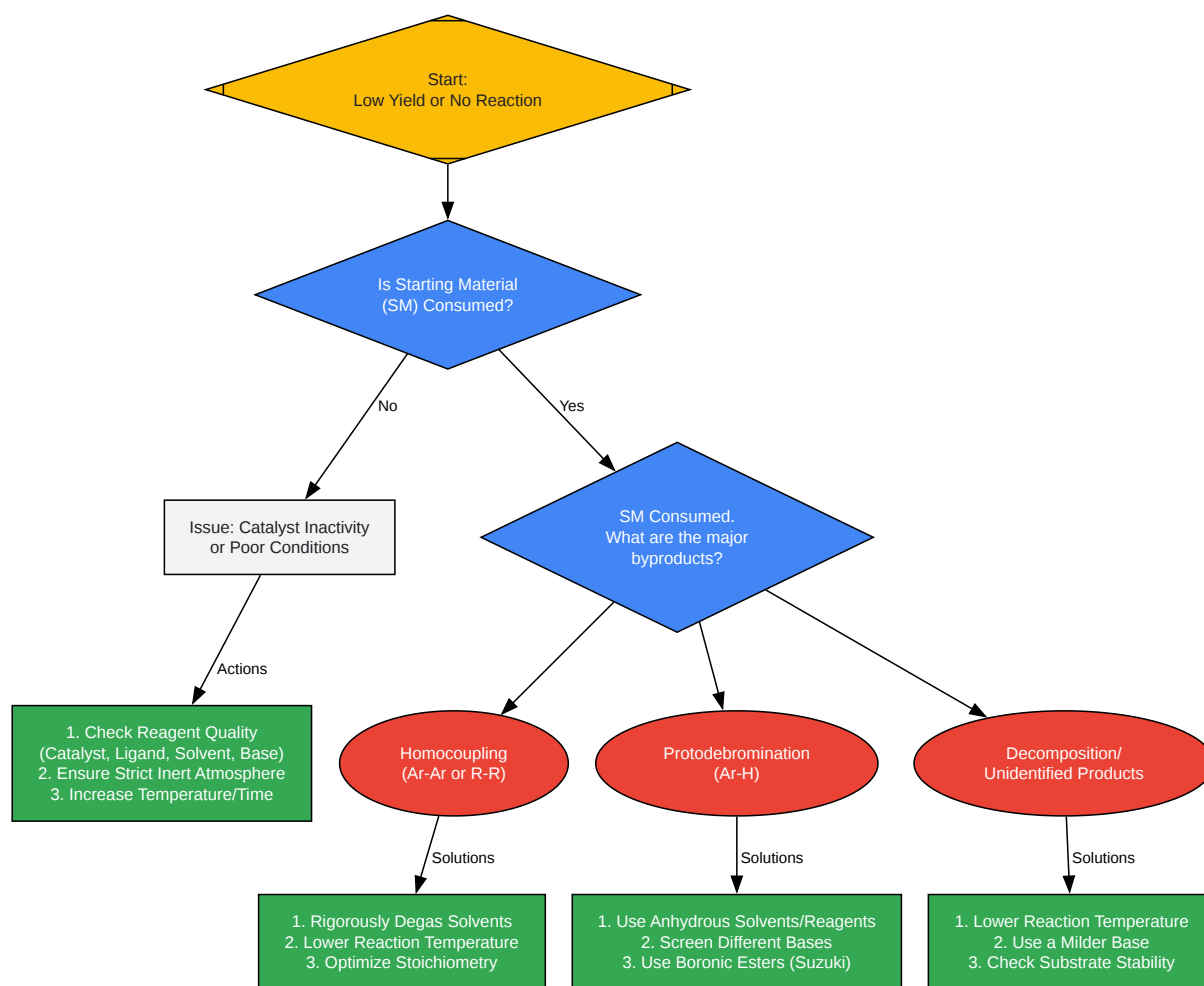 Start:
Low Yield or No Reaction
Is Starting Material
(SM) Consumed?
No
Yes
Issue: Catalyst Inactivity
or Poor Conditions
SM Consumed.
What are the major
byproducts?
Actions
1. Check Reagent Quality
(Catalyst, Ligand, Solvent, Base)
2. Ensure Strict Inert Atmosphere
3. Increase Temperature/Time
Homocoupling
(Ar-Ar or R-R)
Protodebromination
(Ar-H)
Decomposition/
Unidentified Products
Solutions
Solutions
Solutions
1. Rigorously Degas Solvents
2. Lower Reaction Temperature
3. Optimize Stoichiometry
1. Use Anhydrous Solvents/Reagents
2. Screen Different Bases
3. Use Boronic Esters (Suzuki)
1. Lower Reaction Temperature
2. Use a Milder Base
3. Check Substrate Stability